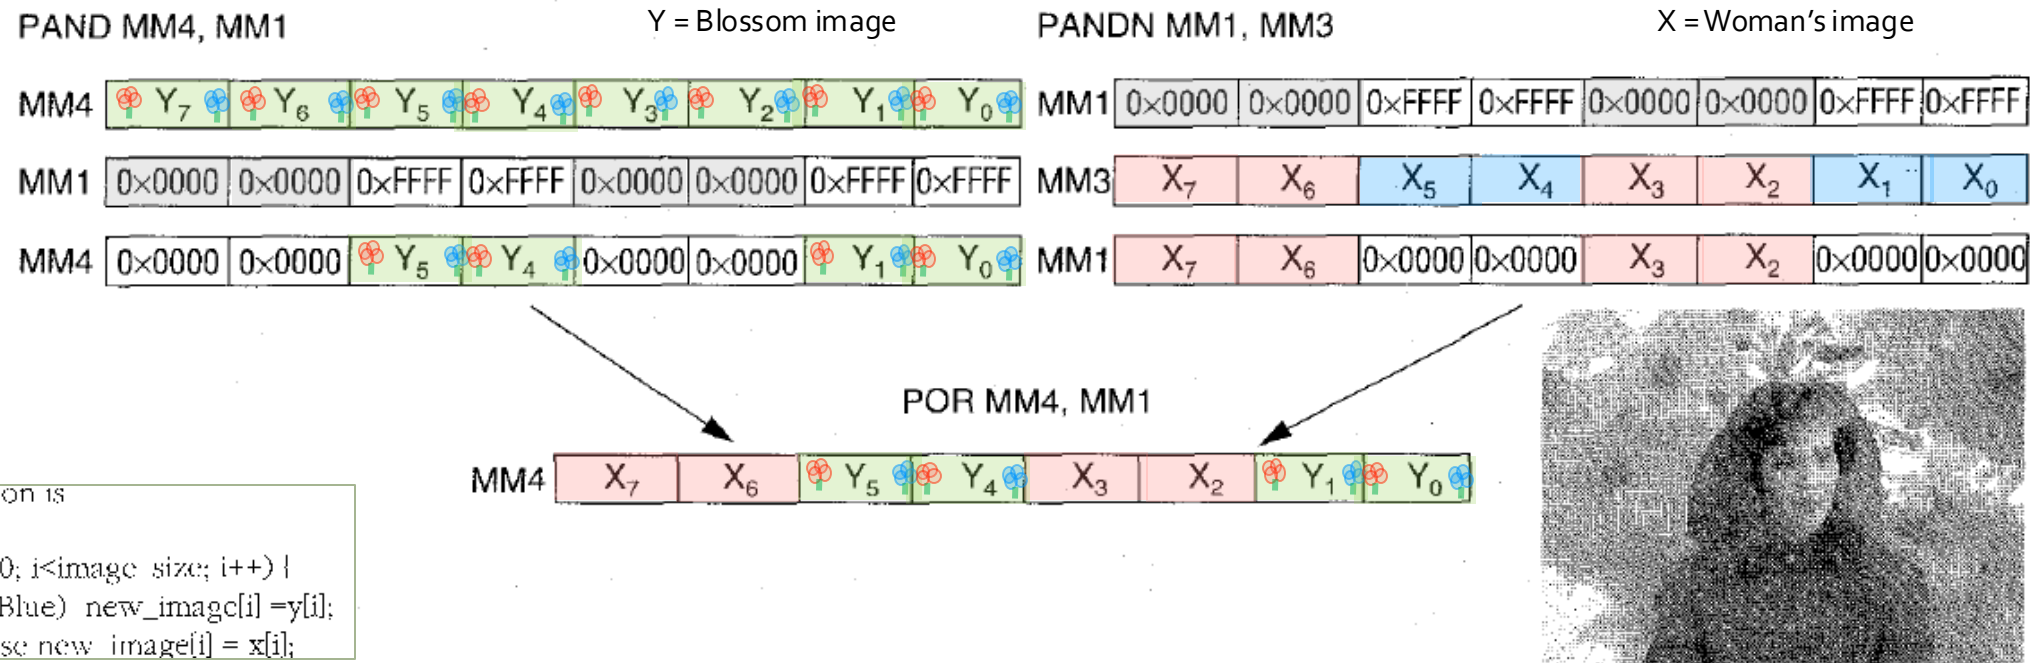 PAND MM4, MM1
Y = Blossom image
MM4 Y7 Y6 Y5 Y4 Y3 Y2 Y1 Y0
MM1 0x0000 0x0000 0xFFFF 0xFFFF 0x0000 0x0000 0xFFFF 0xFFFF
MM4 0x0000 0x0000 Y5 Y4 0x0000 0x0000 Y1 Y0
PANDN MM1, MM3
X = Woman's image
MM1 0x0000 0x0000 0xFFFF 0xFFFF 0x0000 0x0000 0xFFFF 0xFFFF
MM3 X7 X6 X5 X4 X3 X2 X1 X0
MM1 X7 X6 0x0000 0x0000 X3 X2 0x0000 0x0000
POR MM4, MM1
MM4 X7 X6 Y5 Y4 X3 X2 Y1 Y0
on is
0; i<image_size; i++) {
Blue) new_image[i] =y[i];
se new_image[i] = x[i];